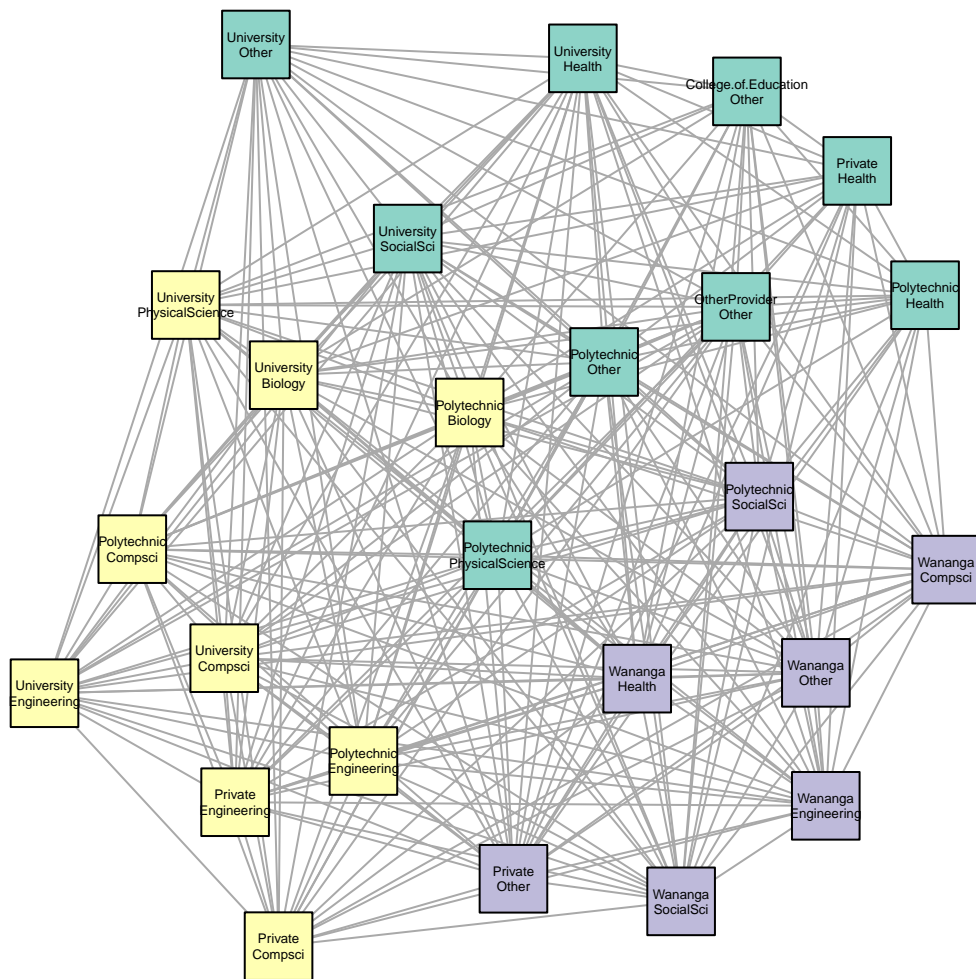 University
Other
University
Health
College.of.Education
Other
Private
Health
University
SocialSci
University
PhysicalScience
OtherProvider
Other
Polytechnic
Health
University
Biology
Polytechnic
Other
Polytechnic
Biology
Polytechnic
SocialSci
Polytechnic
Compsci
Polytechnic
PhysicalScience
Wananga
Compsci
University
Compsci
Wananga
Health
Wananga
Other
University
Engineering
Polytechnic
Engineering
Private
Engineering
Wananga
Engineering
Private
Other
Wananga
SocialSci
Private
Compsci